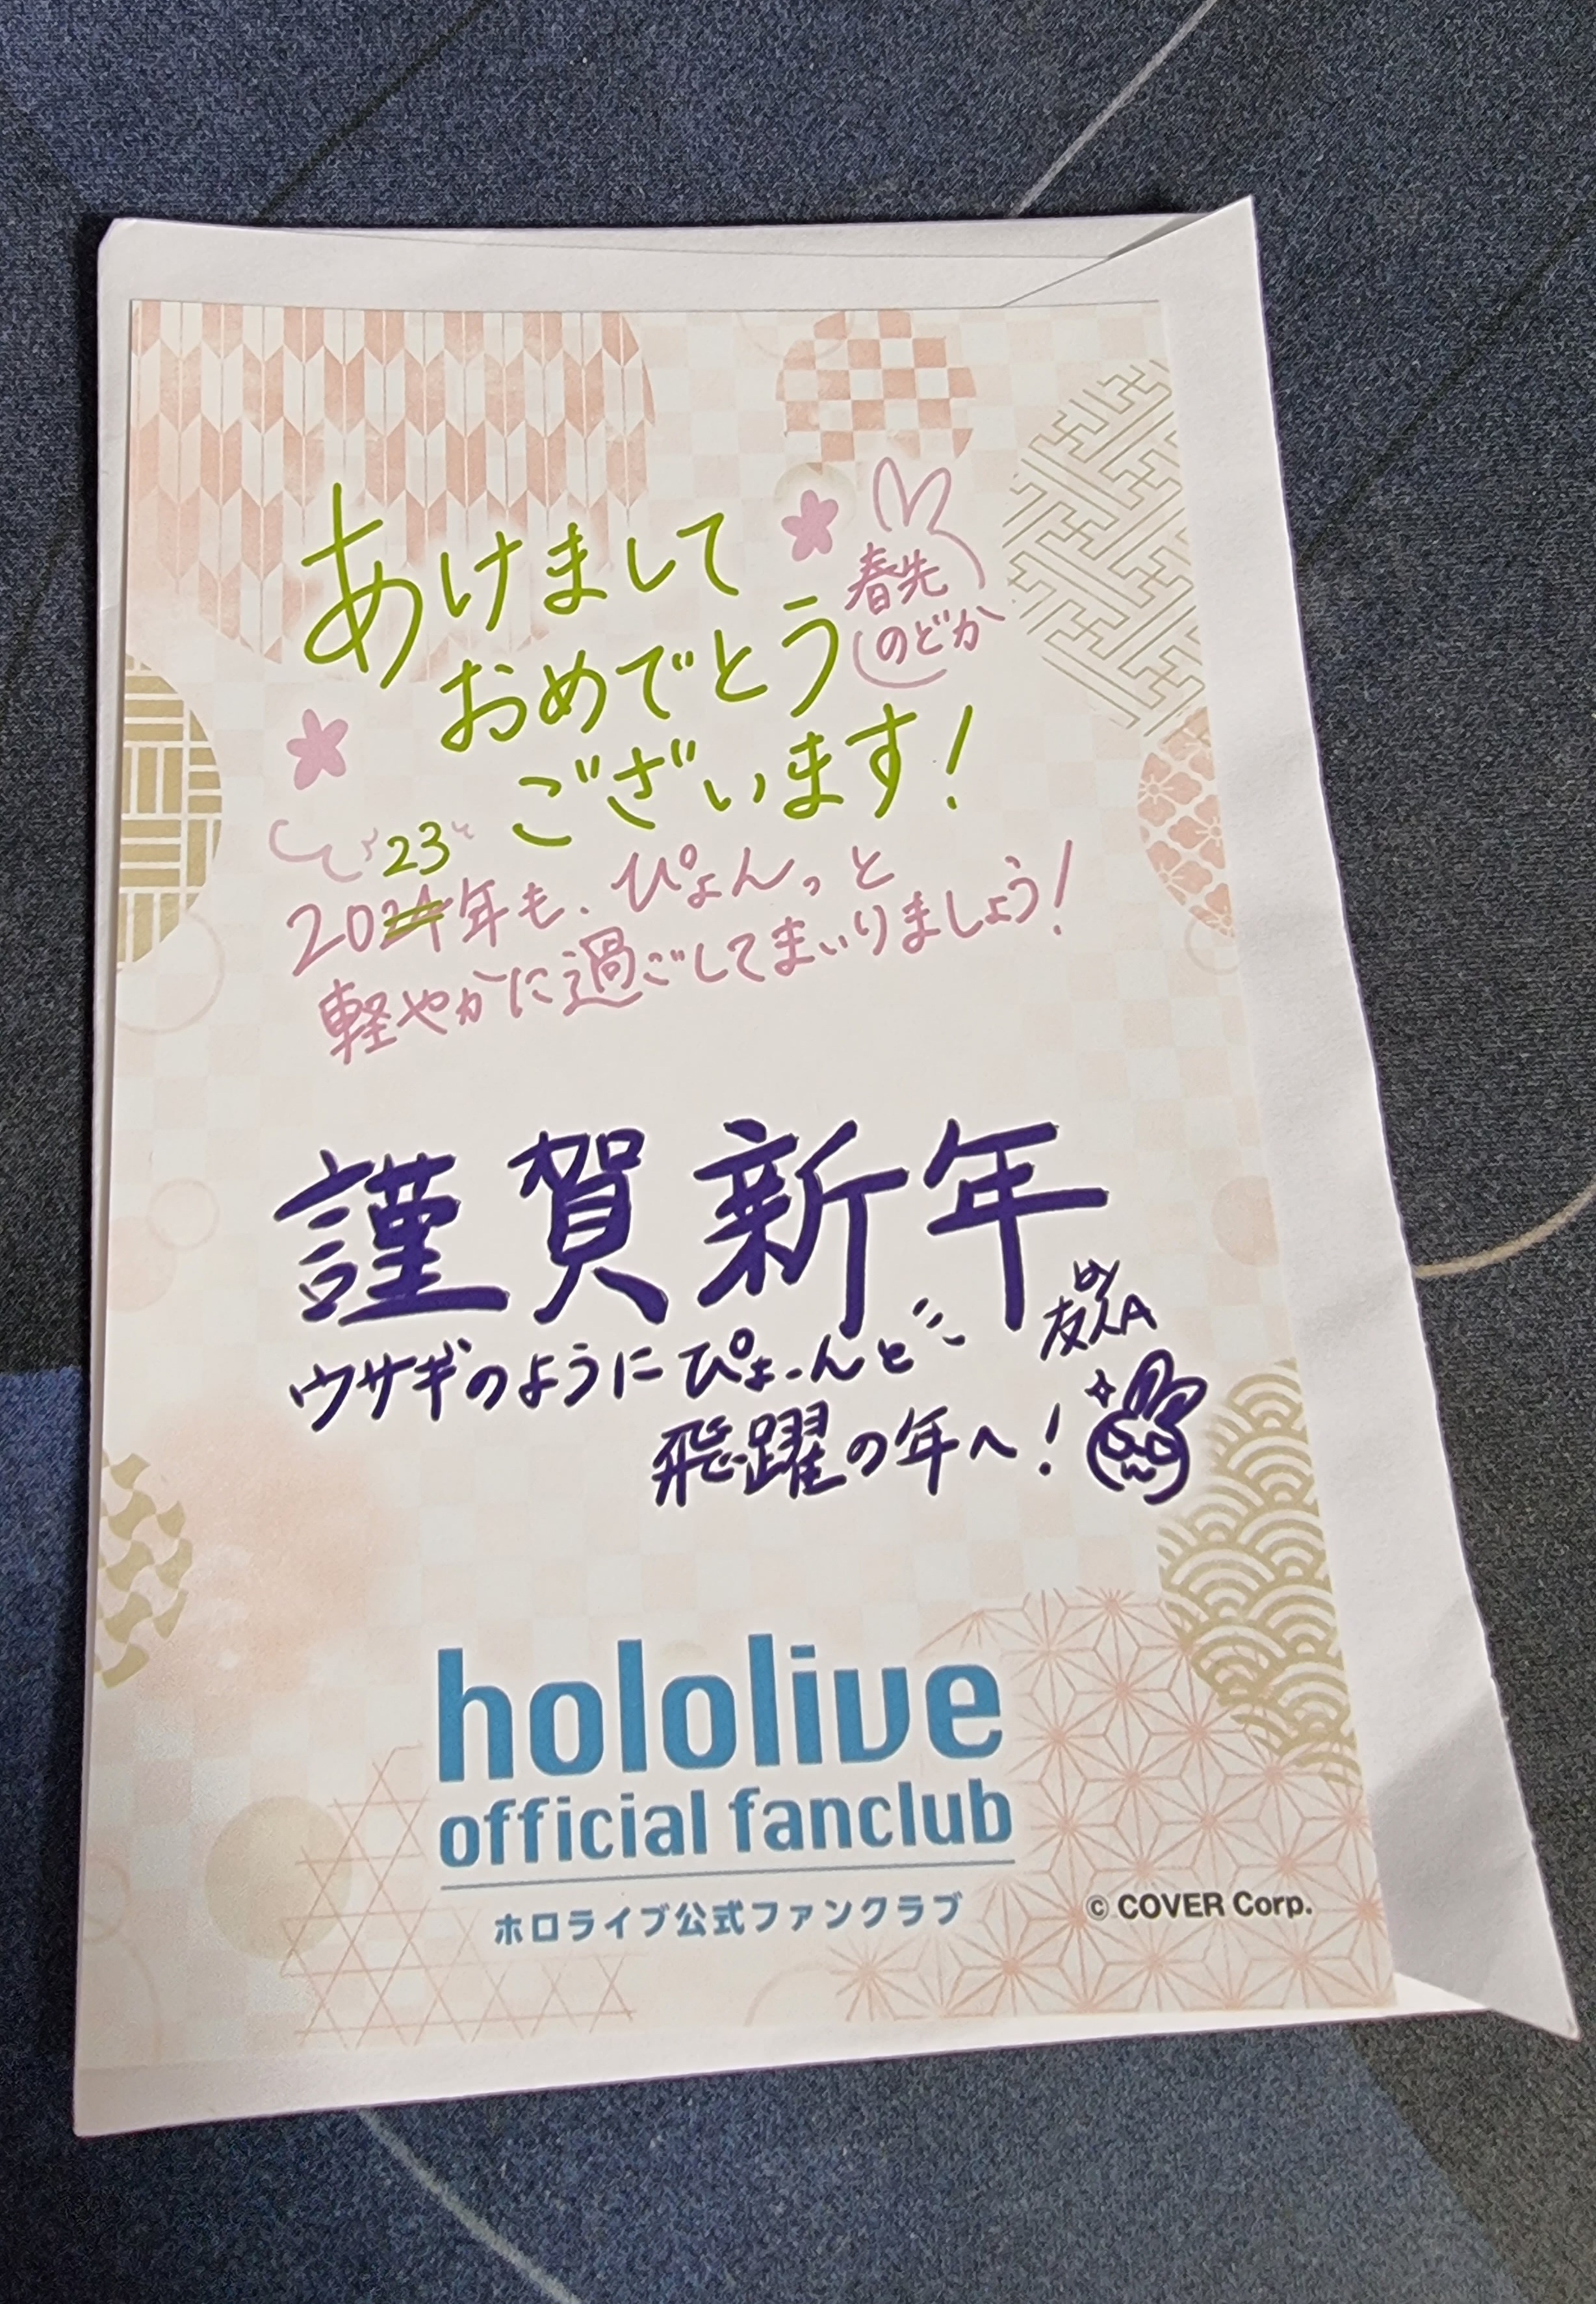 あけまして
おめでとう
ございます!
春先
のどか
23
2024年も、ぴょんっと
軽やかに過ごしてまいりましょう!
謹賀新年
by
友人A
ウサギのようにぴょーんと
飛躍の年へ!
hololive
official fanclub
ホロライブ公式ファンクラブ
© COVER Corp.